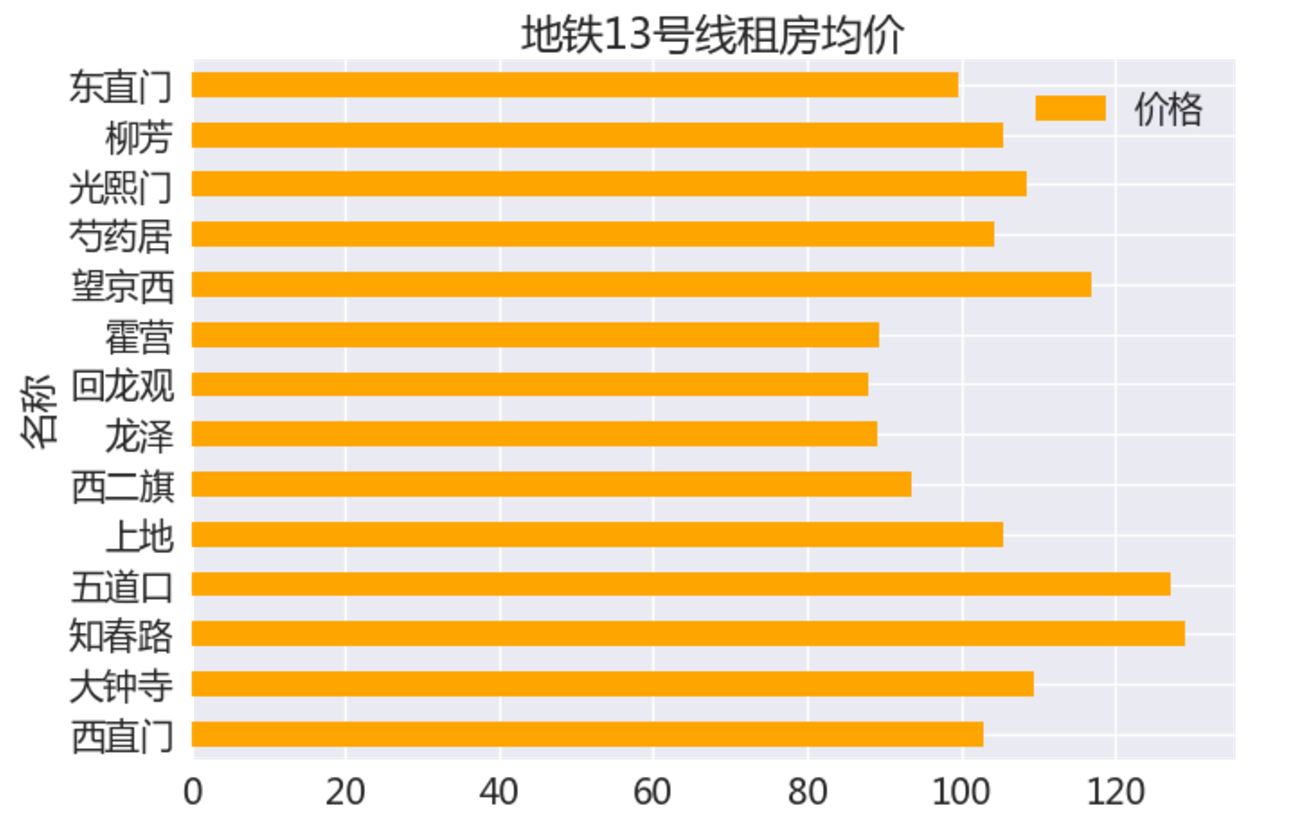 地铁13号线租房均价
价格
名称
东直门
柳芳
光熙门
芍药居
望京西
霍营
回龙观
龙泽
西二旗
上地
五道口
知春路
大钟寺
西直门
0 20 40 60 80 100 120